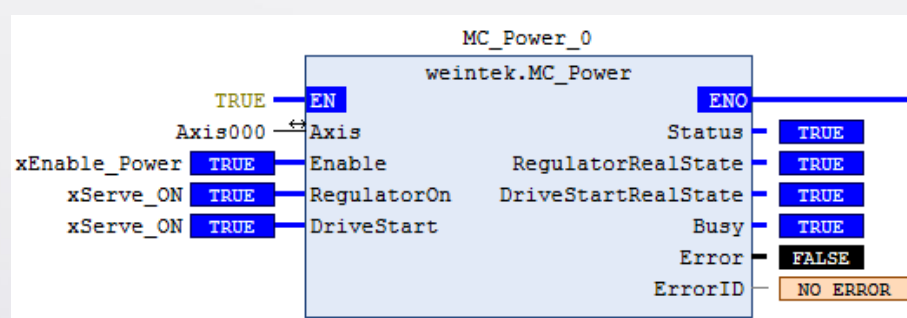 MC_Power_0
weintek.MC_Power
TRUE EN ENO
Axis000 Axis Status TRUE
xEnable_Power TRUE Enable RegulatorRealState TRUE
xServe_ON TRUE RegulatorOn DriveStartRealState TRUE
xServe_ON TRUE DriveStart Busy TRUE
Error FALSE
ErrorID NO ERROR